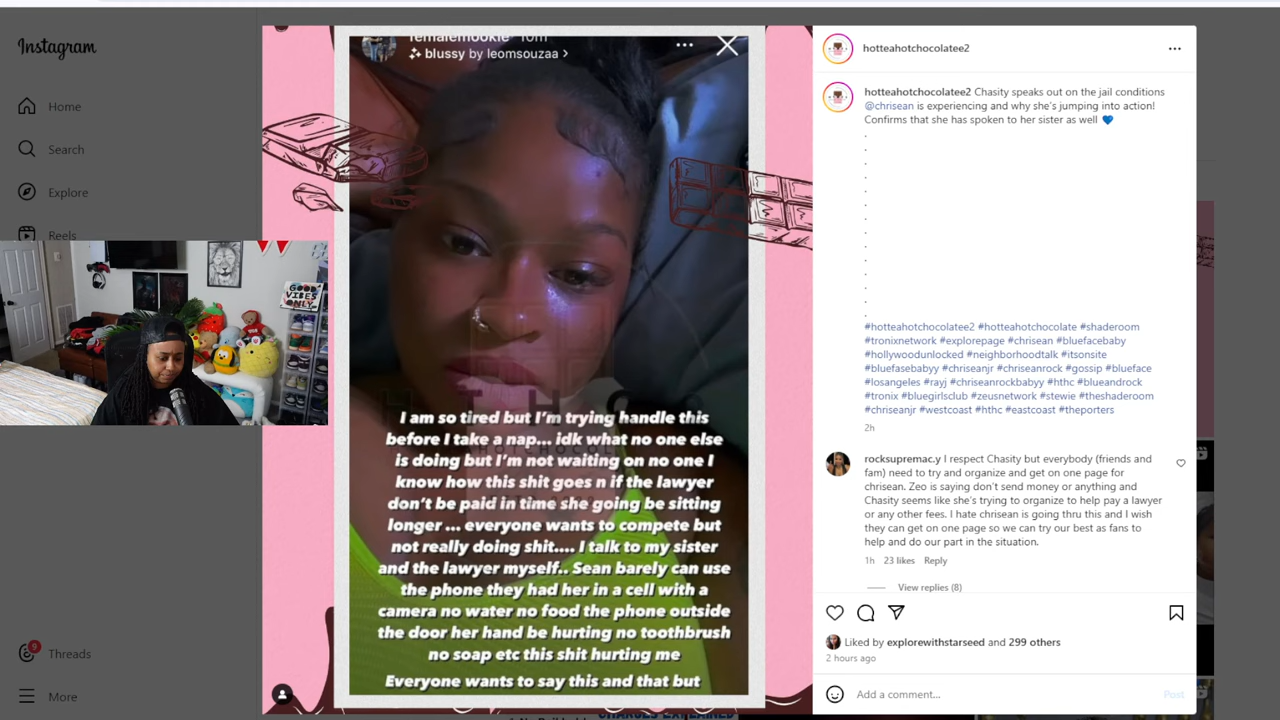 Instagram
Home
Search
Explore
Reels
GOOD
VIBES
ONLY
9
Threads
More
femalemookie 10m
blussy by leomsouzaa >
I am so tired but I'm trying handle this
before I take a nap... idk what no one else
is doing but I'm not waiting on no one I
know how this shit goes n if the lawyer
don't be paid in time she going be sitting
longer ... everyone wants to compete but
not really doing shit.... I talk to my sister
and the lawyer myself.. Sean barely can use
the phone they had her in a cell with a
camera no water no food the phone outside
the door her hand be hurting no toothbrush
no soap etc this shit hurting me
Everyone wants to say this and that but
hotteahotchocolatee2
hotteahotchocolatee2 Chasity speaks out on the jail conditions
@chrisean is experiencing and why she's jumping into action!
Confirms that she has spoken to her sister as well 💙
.
.
.
.
.
.
.
.
.
.
.
.
.
.
#hotteahotchocolatee2 #hotteahotchocolate #shaderoom
#tronixnetwork #explorepage #chrisean #bluefacebaby
#hollywoodunlocked #neighborhoodtalk #itsonsite
#bluefasebabyy #chriseanjr #chriseanrock #gossip #blueface
#losangeles #rayj #chriseanrockbabyy #hthc #blueandrock
#tronix #bluegirlsclub #zeusnetwork #stewie #theshaderoom
#chriseanjr #westcoast #hthc #eastcoast #theporters
2h
rocksupremac.y I respect Chasity but everybody (friends and
fam) need to try and organize and get on one page for
chrisean. Zeo is saying don't send money or anything and
Chasity seems like she's trying to organize to help pay a lawyer
or any other fees. I hate chrisean is going thru this and I wish
they can get on one page so we can try our best as fans to
help and do our part in the situation.
1h 23 likes Reply
View replies (8)
Liked by explorewithstarseed and 299 others
2 hours ago
Add a comment...
Post